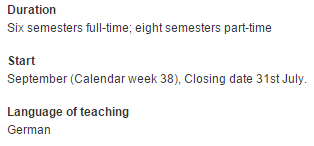 Duration
Six semesters full-time; eight semesters part-time
Start
September (Calendar week 38), Closing date 31st July.
Language of teaching
German